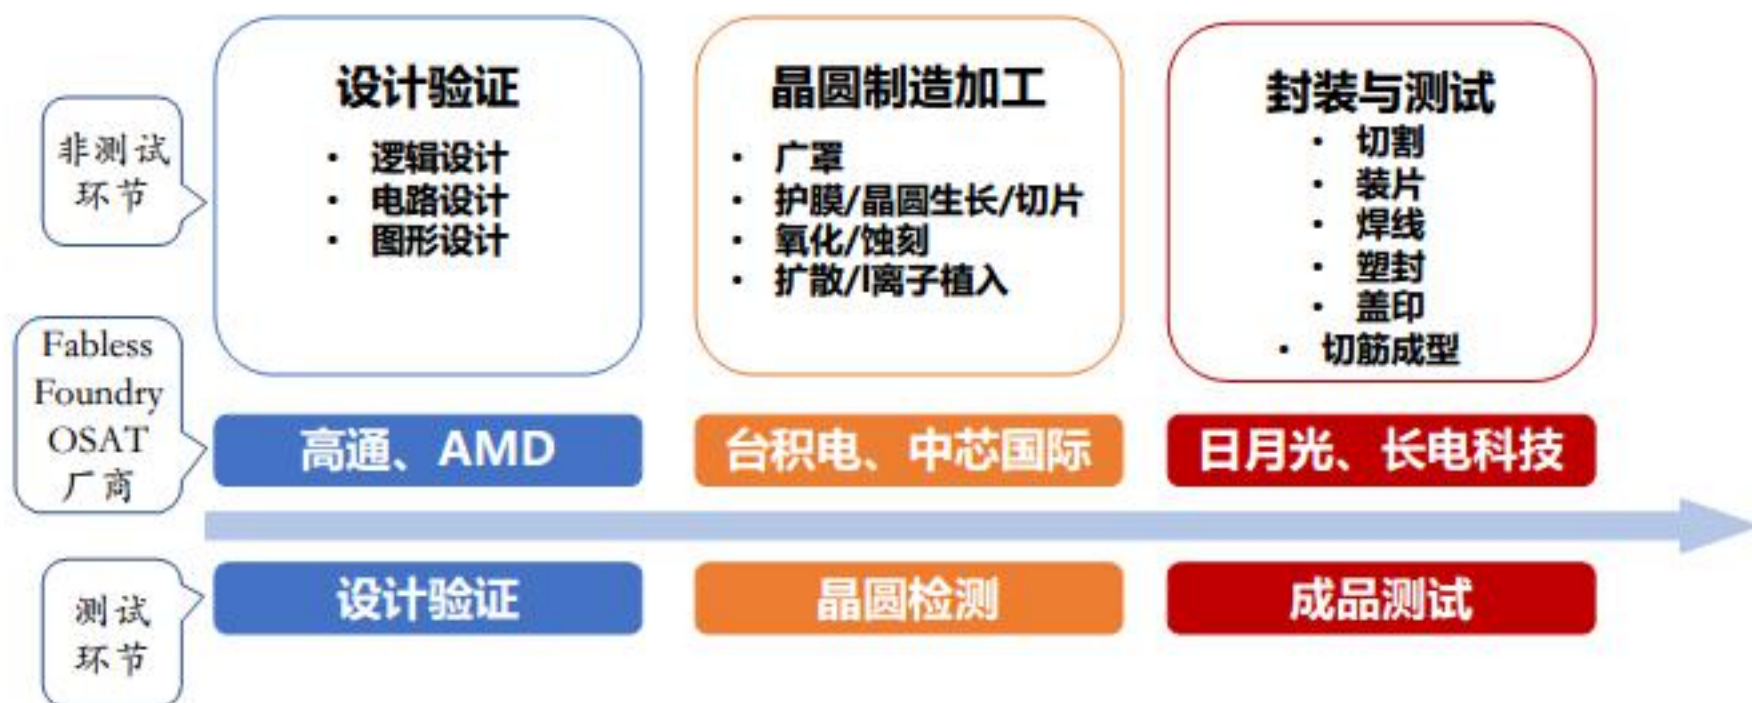 非测试
环节
设计验证
• 逻辑设计
• 电路设计
• 图形设计
晶圆制造加工
• 广罩
• 护膜/晶圆生长/切片
• 氧化/蚀刻
• 扩散/l离子植入
封装与测试
• 切割
• 装片
• 焊线
• 塑封
• 盖印
• 切筋成型
Fabless
Foundry
OSAT
厂商
高通、AMD
台积电、中芯国际
日月光、长电科技
测试
环节
设计验证
晶圆检测
成品测试